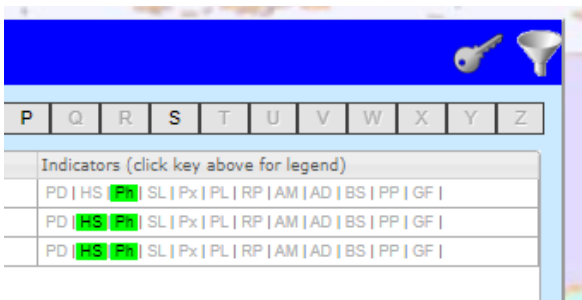 P Q R S T U V W X Y Z
Indicators (click key above for legend)
PD | HS | Ph | SL | Px | PL | RP | AM | AD | BS | PP | GF |
PD | HS | Ph | SL | Px | PL | RP | AM | AD | BS | PP | GF |
PD | HS | Ph | SL | Px | PL | RP | AM | AD | BS | PP | GF |